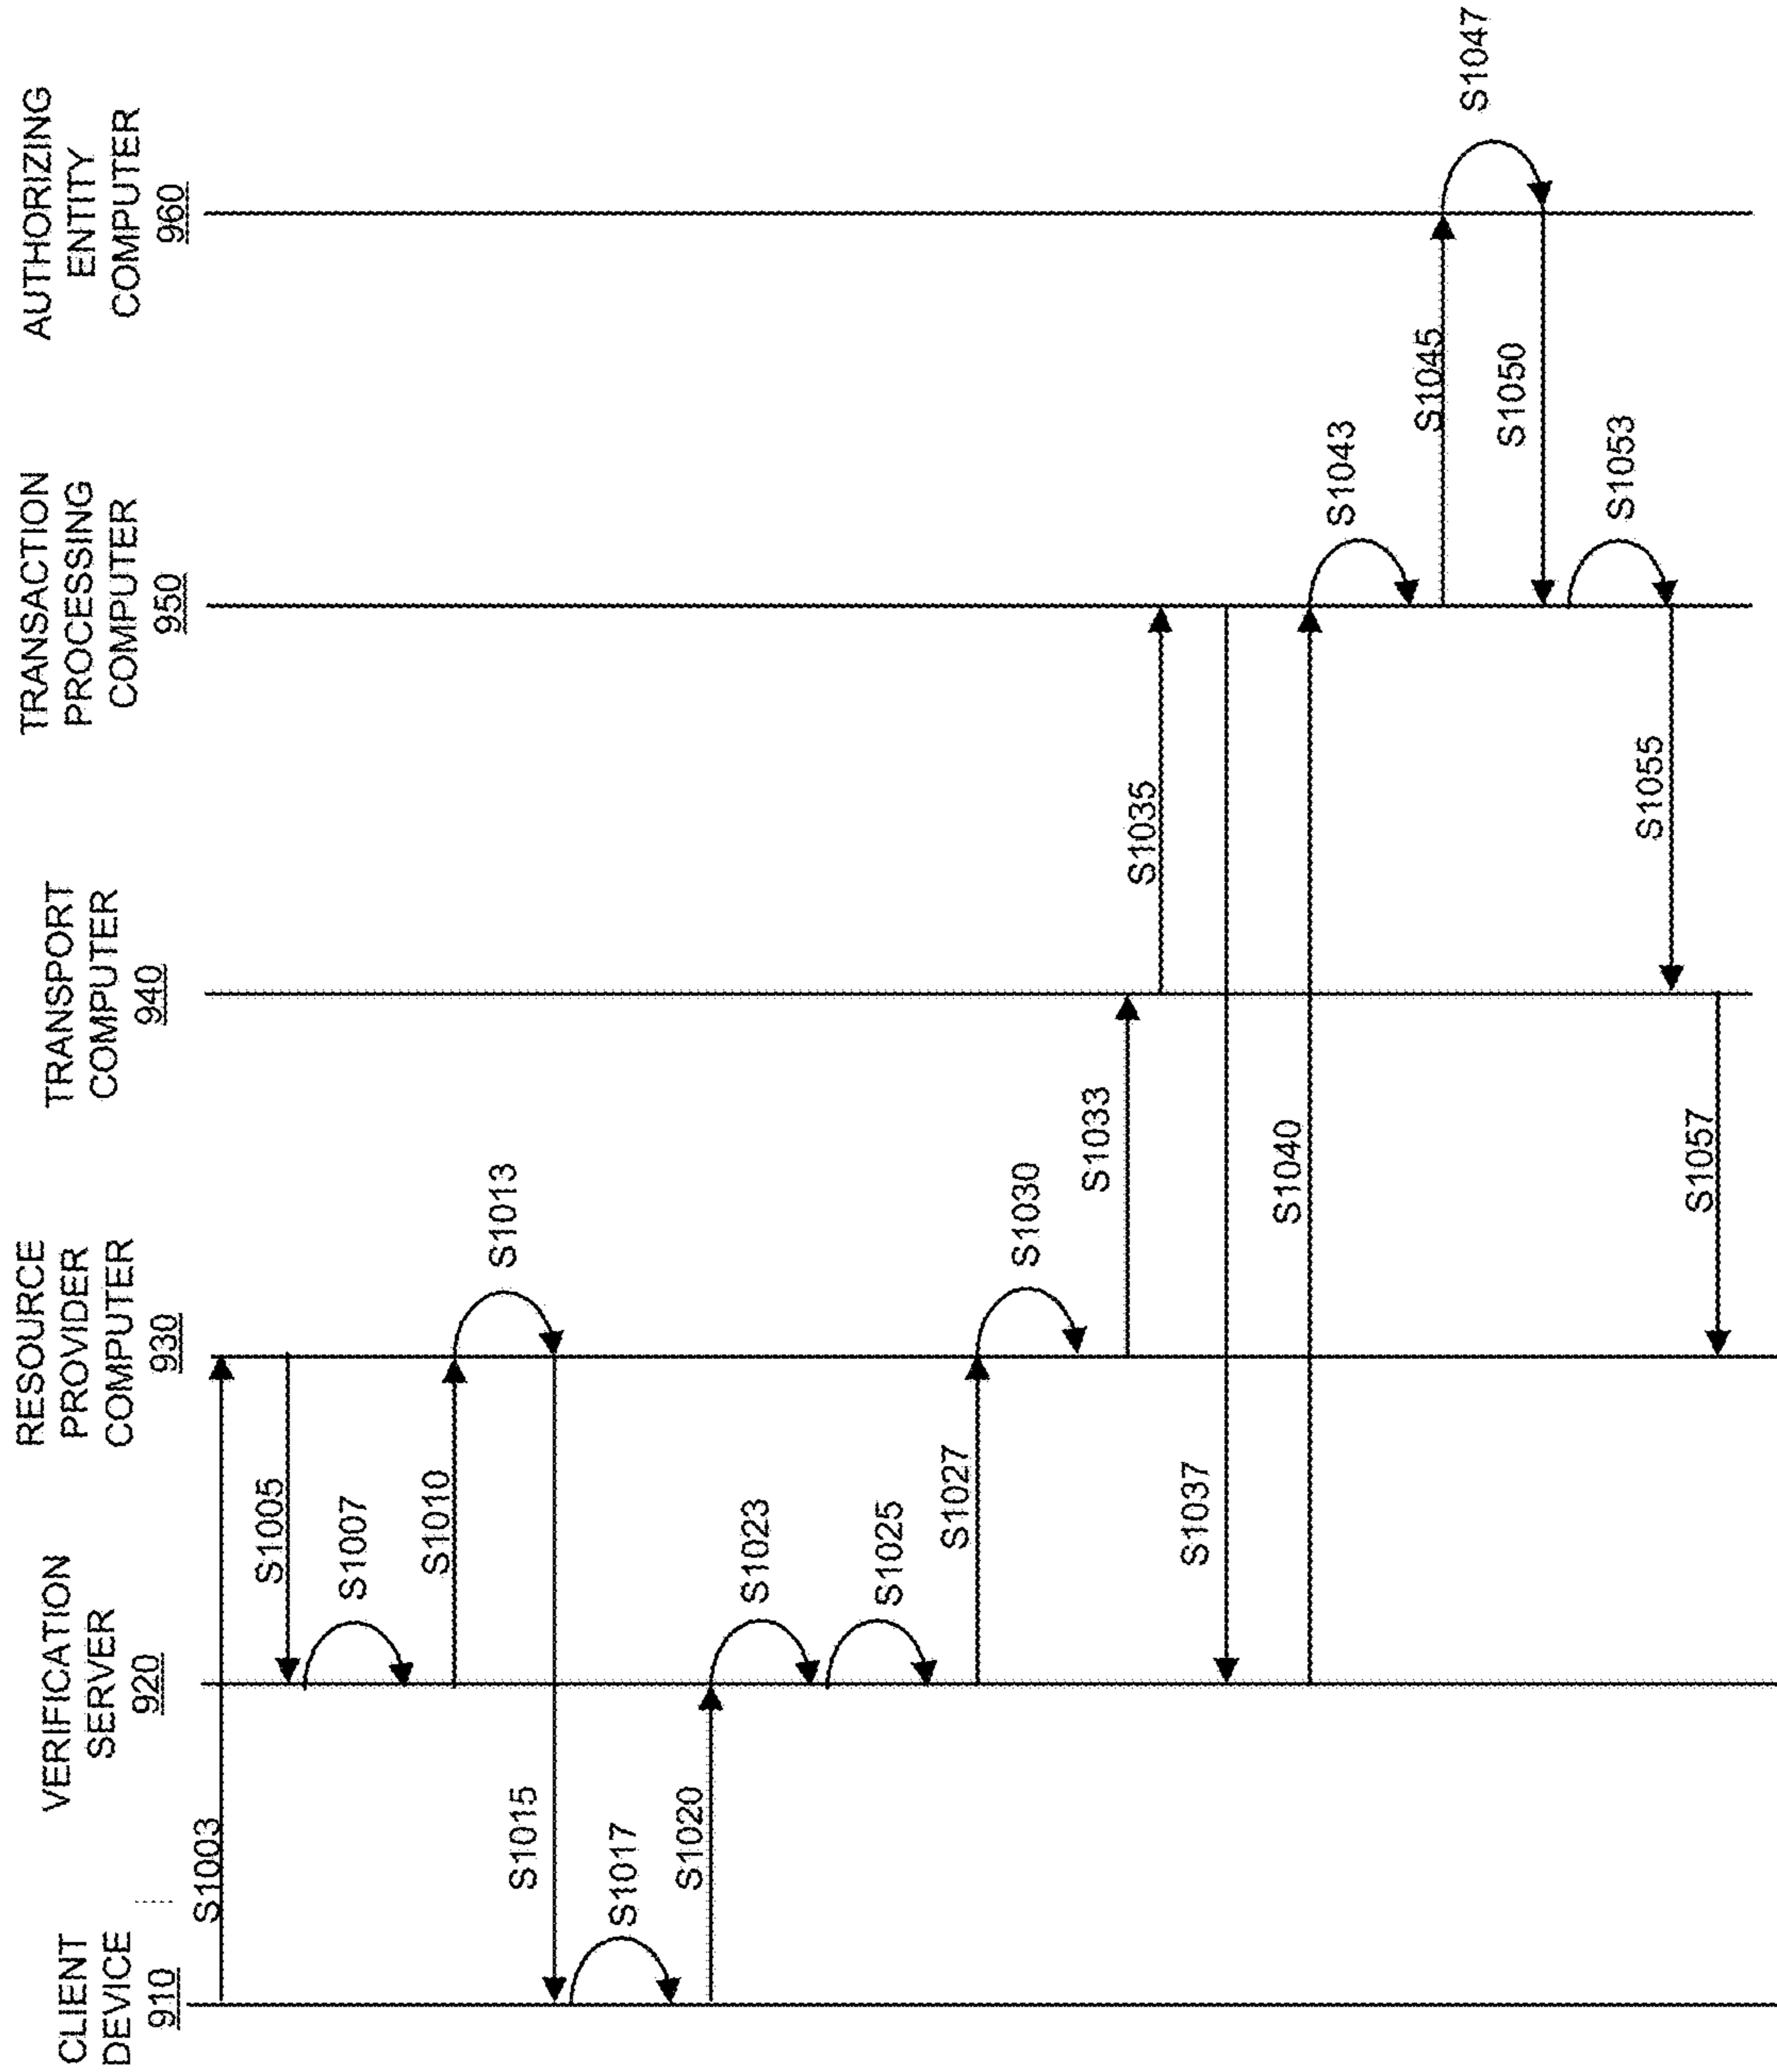 CLIENT
DEVICE
910
VERIFICATION
SERVER
920
RESOURCE
PROVIDER
COMPUTER
930
TRANSPORT
COMPUTER
940
TRANSACTION
PROCESSING
COMPUTER
950
AUTHORIZING
ENTITY
COMPUTER
960
S1003
S1005
S1007
S1010
S1013
S1015
S1017
S1020
S1023
S1025
S1027
S1030
S1033
S1035
S1037
S1040
S1043
S1045
S1047
S1050
S1053
S1055
S1057